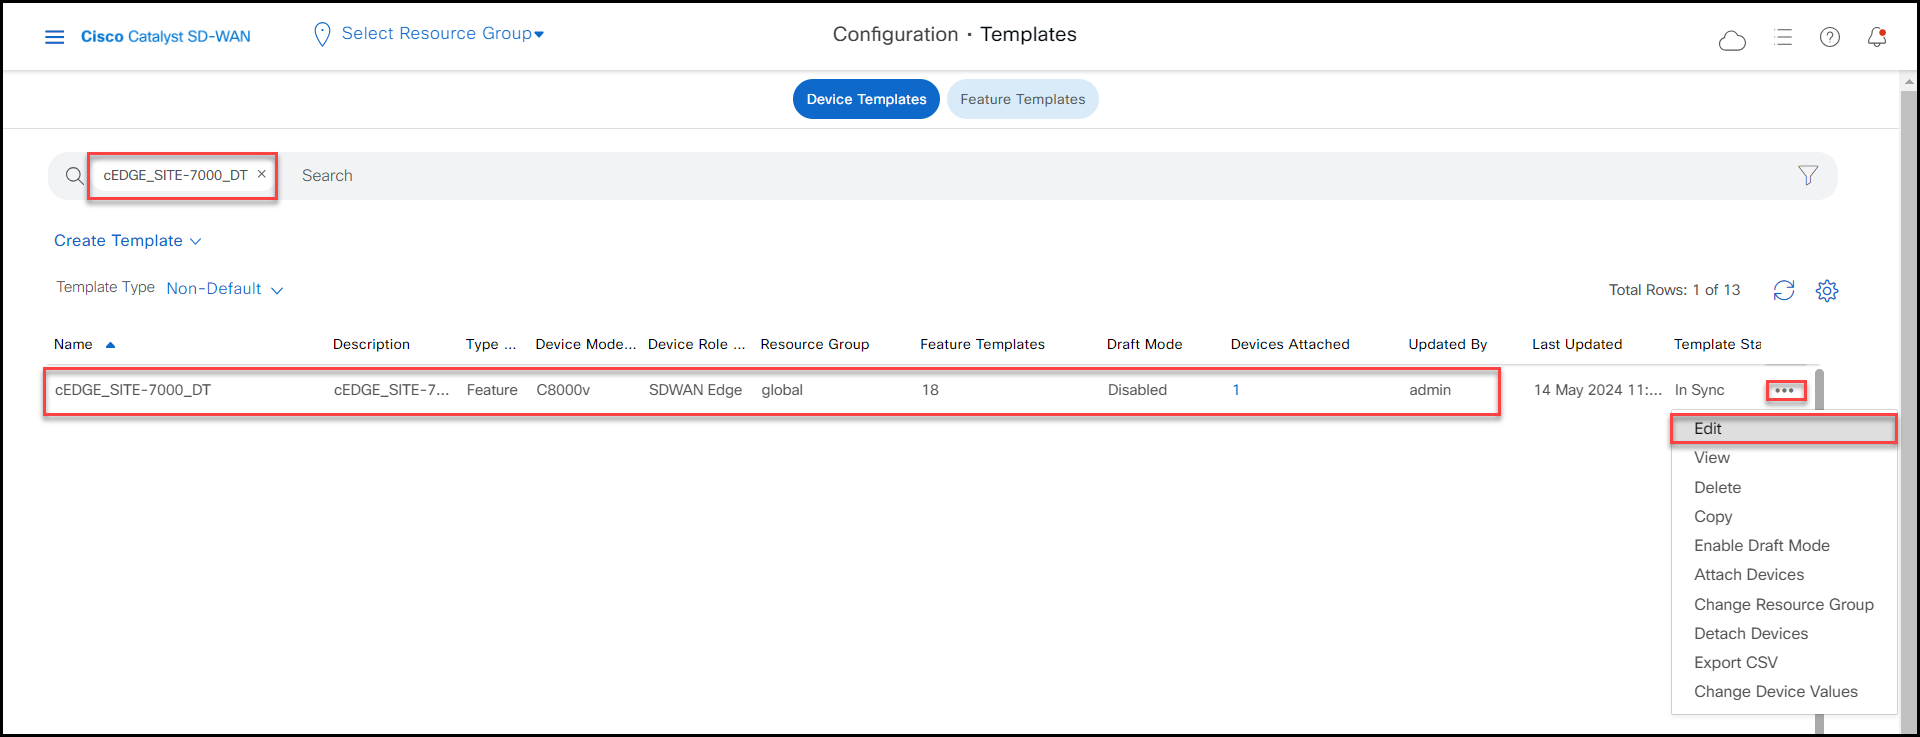 Cisco Catalyst SD-WAN
Select Resource Group
Configuration · Templates
Device Templates
Feature Templates
cEDGE_SITE-7000_DT ×
Search
Create Template
Template Type Non-Default
Total Rows: 1 of 13
Name Description Type ... Device Mode... Device Role ... Resource Group Feature Templates Draft Mode Devices Attached Updated By Last Updated Template Sta
cEDGE_SITE-7000_DT cEDGE_SITE-7... Feature C8000v SDWAN Edge global 18 Disabled 1 admin 14 May 2024 11:... In Sync •••
Edit
View
Delete
Copy
Enable Draft Mode
Attach Devices
Change Resource Group
Detach Devices
Export CSV
Change Device Values